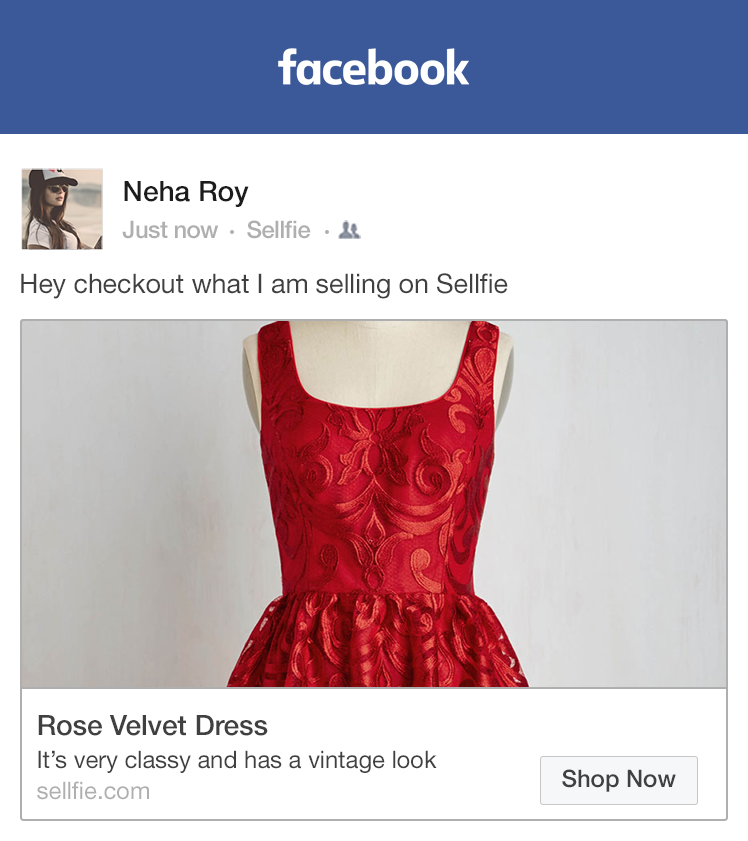 facebook
Neha Roy
Just now · Sellfie ·
Hey checkout what I am selling on Sellfie
Rose Velvet Dress
It’s very classy and has a vintage look
sellfie.com
Shop Now